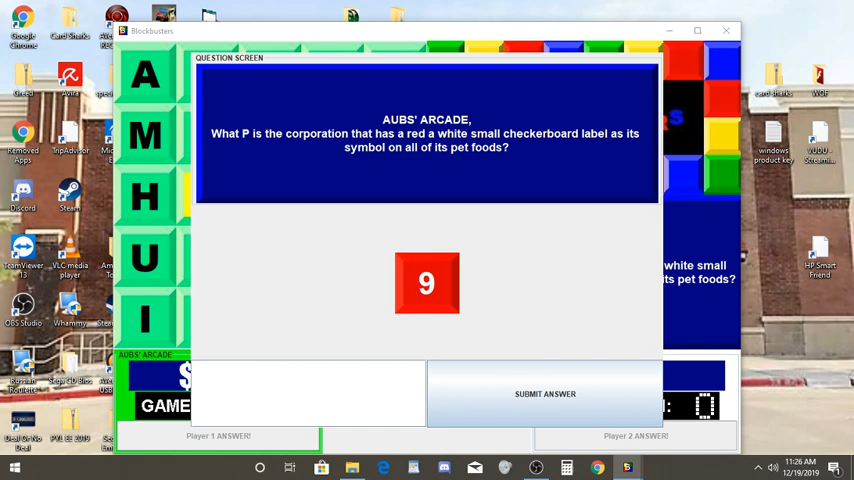 Google
Chrome
Card Sharks
Blockbusters
QUESTION SCREEN
AUBS' ARCADE,
What P is the corporation that has a red a white small checkerboard label as its
symbol on all of its pet foods?
A
M
H
U
I
9
Greed
Avira
card sharks
WOF
Removed
Apps
TripAdvisor
windows
product key
VUDU -
Streami...
Discord
Steam
white small
its pet foods?
TeamViewer
13
VLC media
player
HP Smart
Friend
OBS Studio
Whammy
AUBS' ARCADE
$
SUBMIT ANSWER
GAME
: 0
Russian
Roulette
Sega CD Bios
Player 1 ANSWER!
Player 2 ANSWER!
Deal Or No
Deal
PYL EE 2019
11:26 AM
12/19/2019